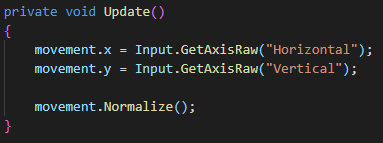 private void Update()
{
    movement.x = Input.GetAxisRaw("Horizontal");
    movement.y = Input.GetAxisRaw("Vertical");

    movement.Normalize();
}